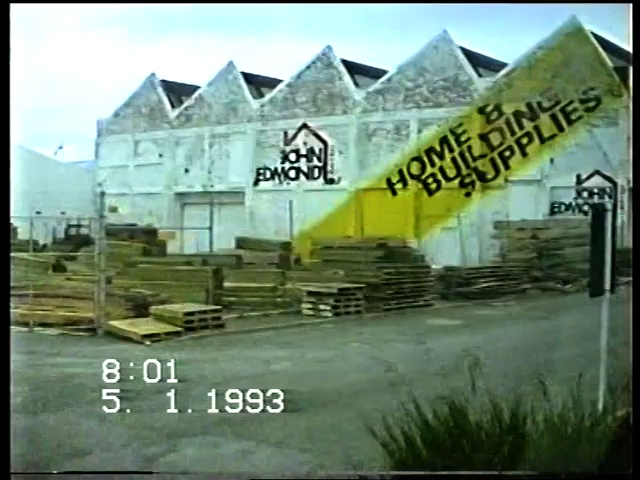 HOME &
BUILDING
SUPPLIES
JOHN
EDMOND
JOHN
EDMOND
8:01
5. 1.1993